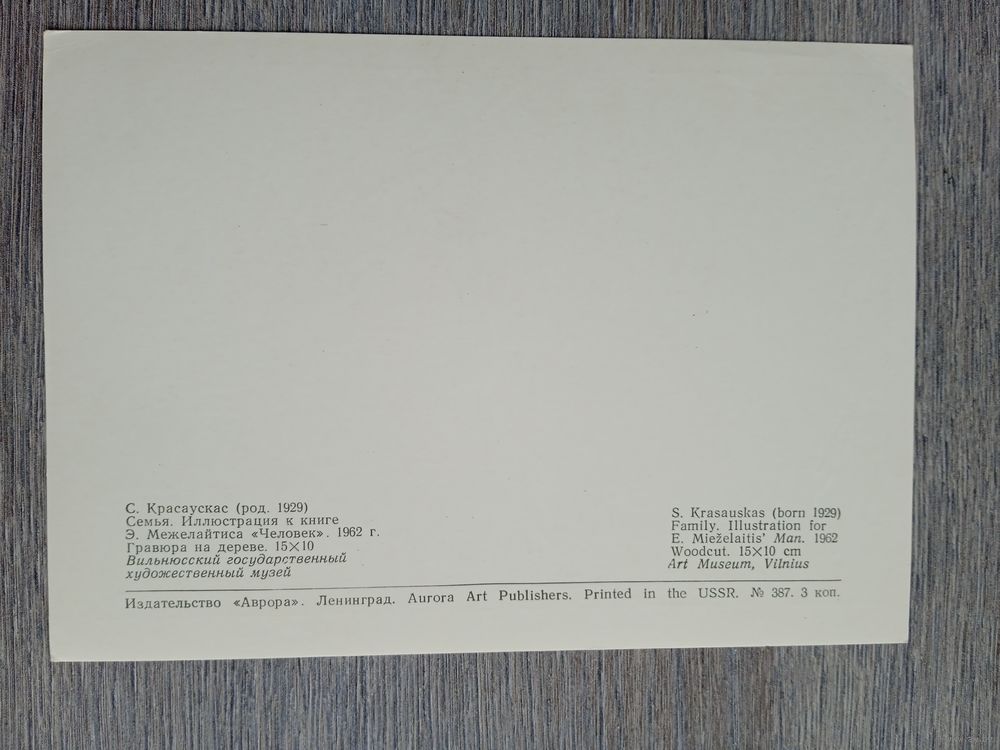 С. Красаускас (род. 1929)
Семья. Иллюстрация к книге
Э. Межелайтиса «Человек». 1962 г.
Гравюра на дереве. 15×10
Вильнюсский государственный
художественный музей
S. Krasauskas (born 1929)
Family. Illustration for
E. Mieželaitis' Man. 1962
Woodcut. 15×10 cm
Art Museum, Vilnius
Издательство «Аврора». Ленинград. Aurora Art Publishers. Printed in the USSR. № 387. 3 коп.